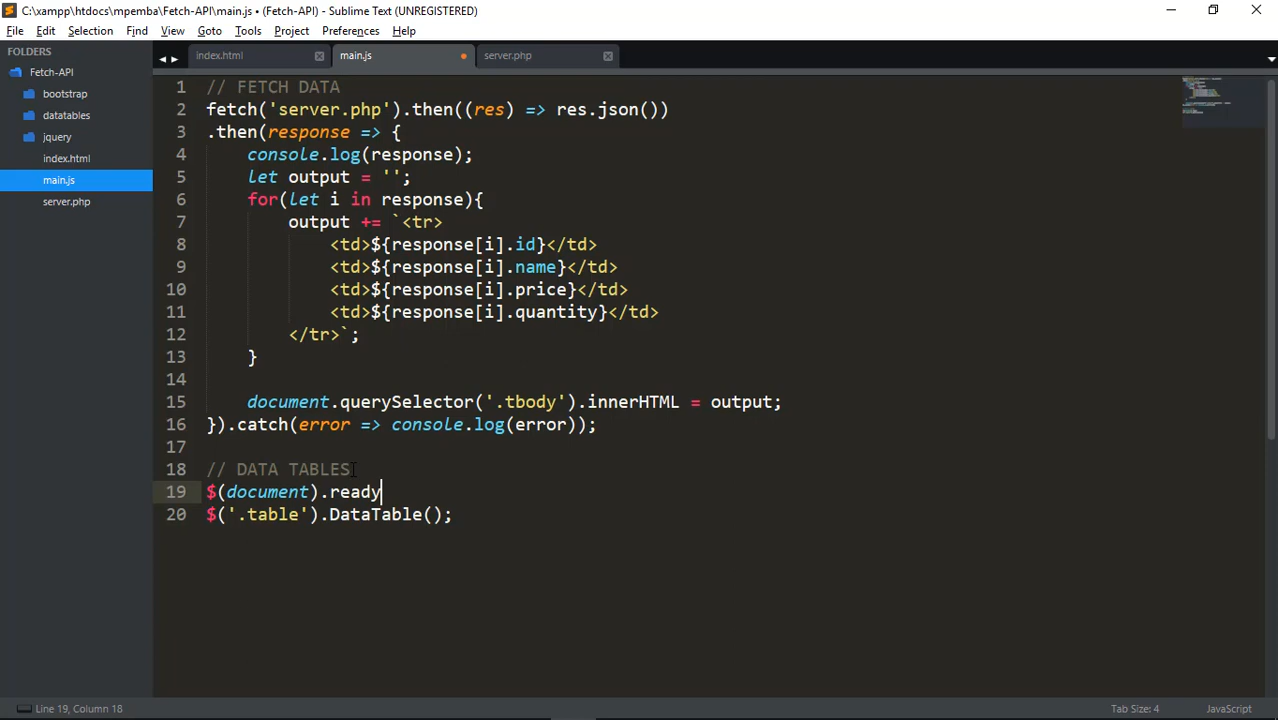 C:\xampp\htdocs\mpemba\Fetch-API\main.js • (Fetch-API) - Sublime Text (UNREGISTERED)
File Edit Selection Find View Goto Tools Project Preferences Help
FOLDERS
Fetch-API
bootstrap
datatables
jquery
index.html
main.js
server.php
index.html main.js server.php
1 // FETCH DATA
2 fetch('server.php').then((res) => res.json())
3 .then(response => {
4 console.log(response);
5 let output = '';
6 for(let i in response){
7 output += `<tr>
8 <td>${response[i].id}</td>
9 <td>${response[i].name}</td>
10 <td>${response[i].price}</td>
11 <td>${response[i].quantity}</td>
12 </tr>`;
13 }
14
15 document.querySelector('.tbody').innerHTML = output;
16 }).catch(error => console.log(error));
17
18 // DATA TABLES
19 $(document).ready
20 $('.table').DataTable();
Line 19, Column 18 Tab Size: 4 JavaScript